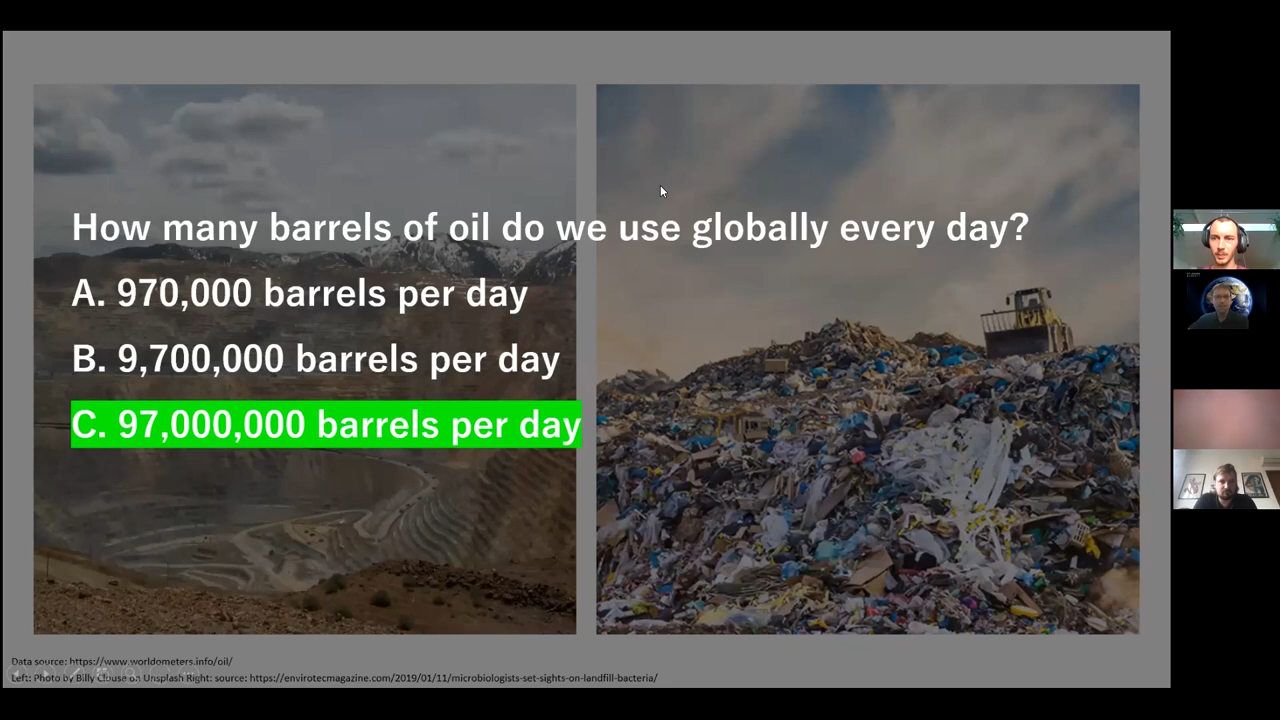 How many barrels of oil do we use globally every day?
A. 970,000 barrels per day
B. 9,700,000 barrels per day
C. 97,000,000 barrels per day
Data source: https://www.worldometers.info/oil/
Left: Photo by Billy Clouse on Unsplash Right: source: https://envirotecmagazine.com/2019/01/11/microbiologists-set-sights-on-landfill-bacteria/